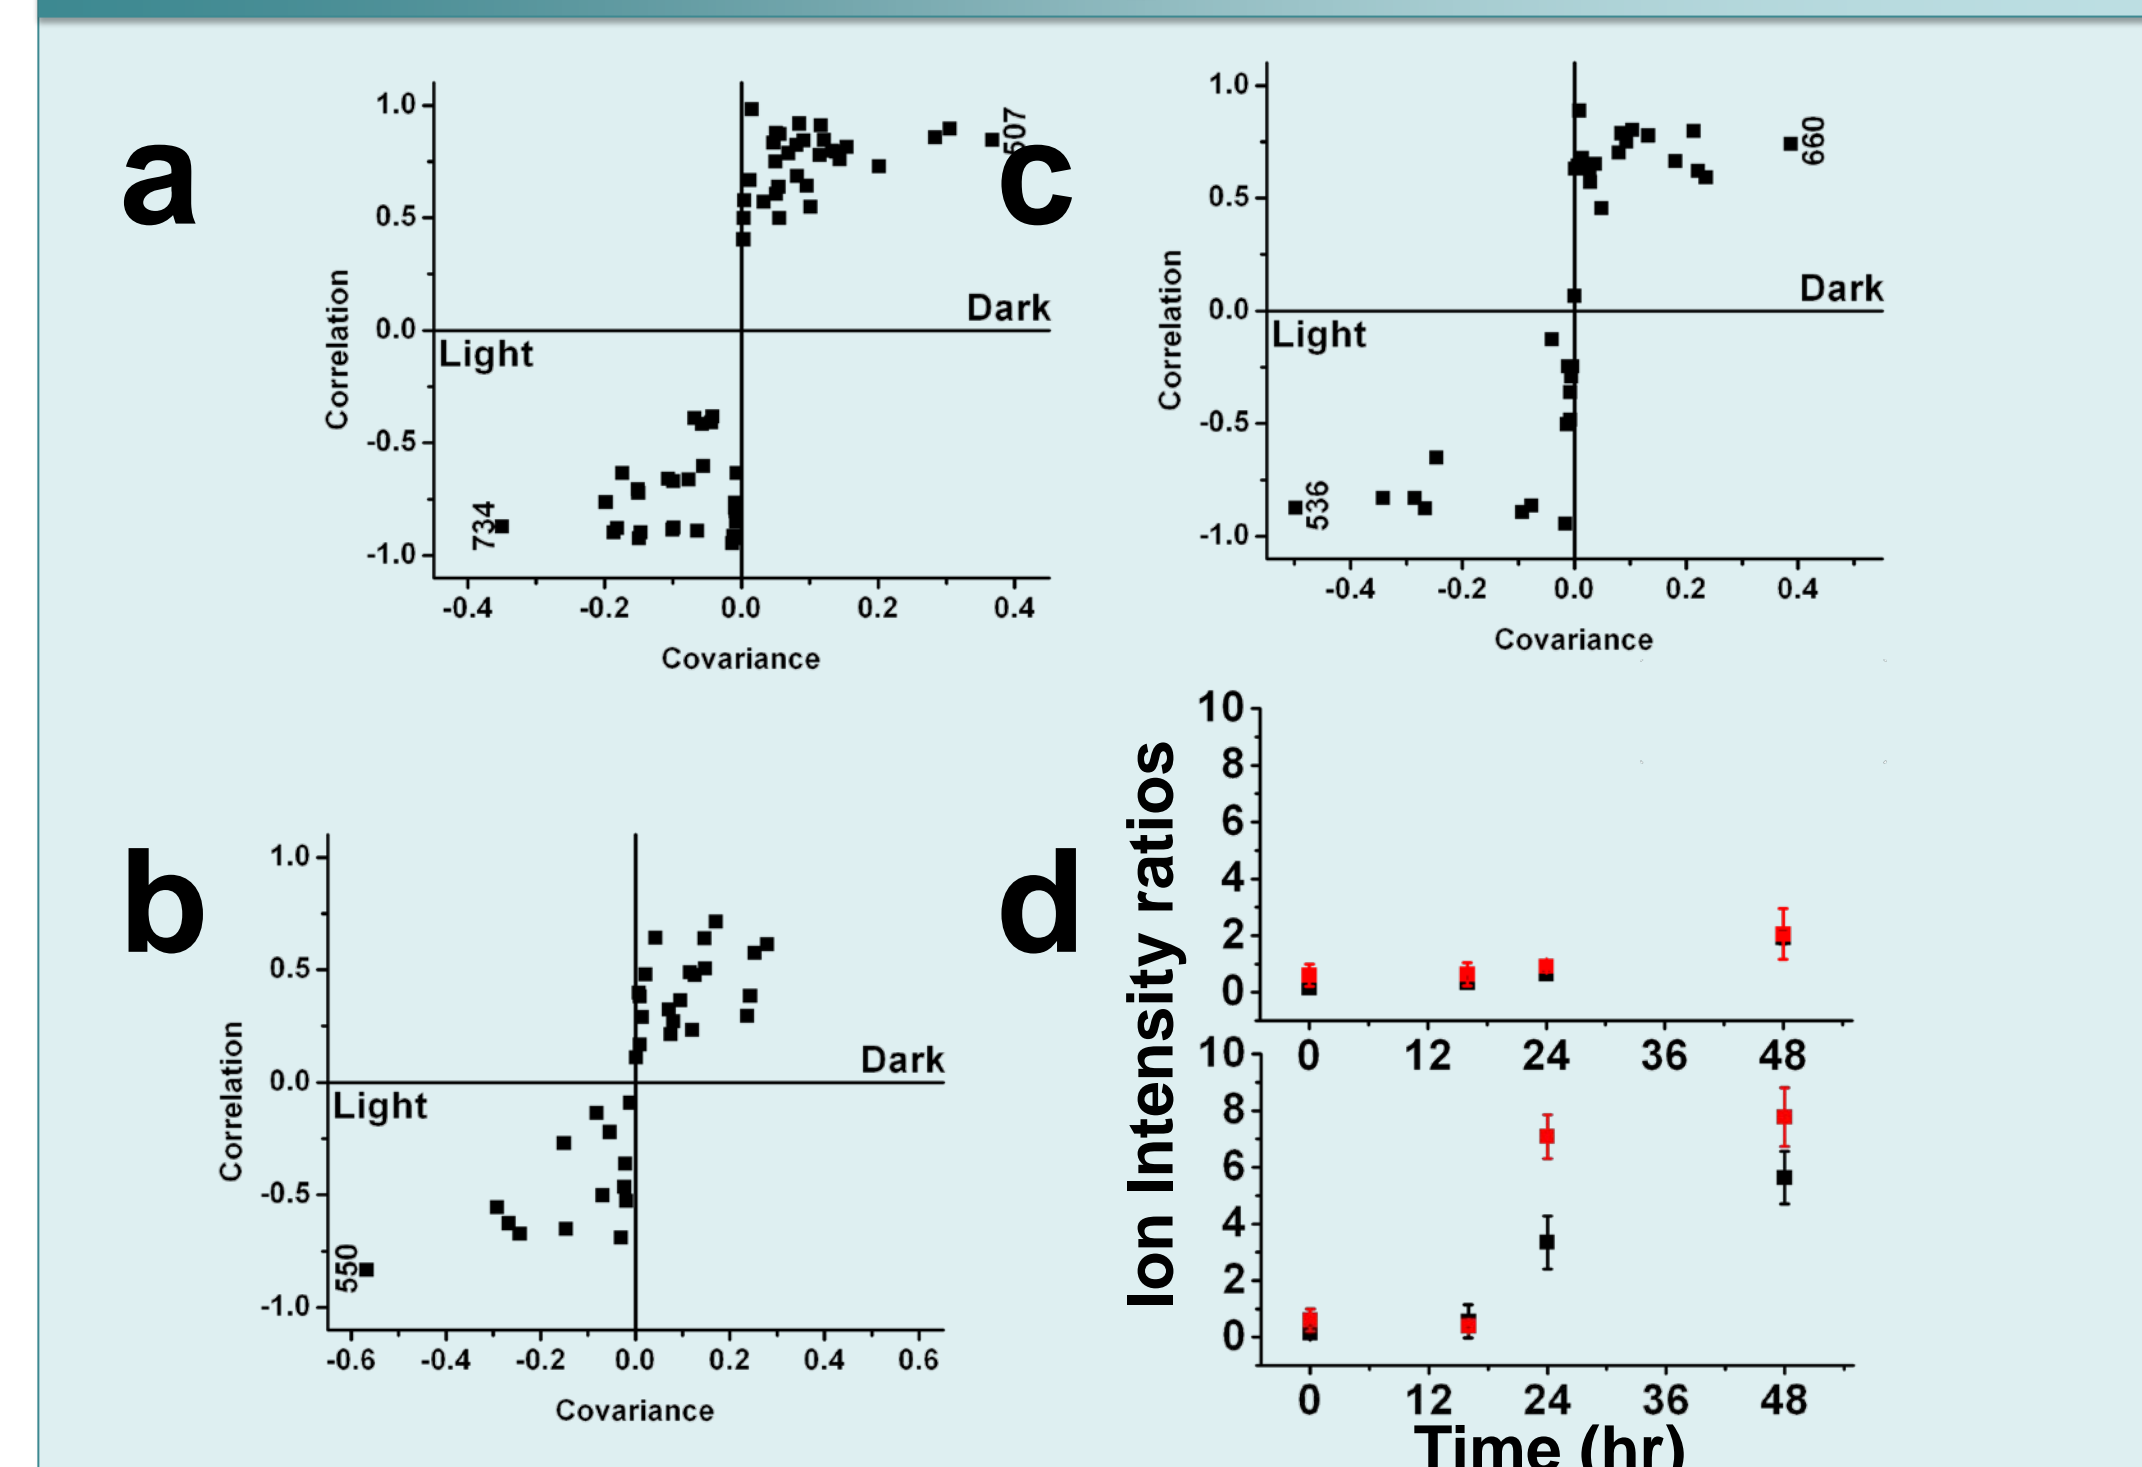 a
1.0
0.5
0.0
-0.5
-1.0
Correlation
Dark
Light
507
734
-0.4 -0.2 0.0 0.2 0.4
Covariance
b
1.0
0.5
0.0
-0.5
-1.0
Correlation
Dark
Light
550
-0.6 -0.4 -0.2 0.0 0.2 0.4 0.6
Covariance
c
1.0
0.5
0.0
-0.5
-1.0
Correlation
Dark
Light
660
536
-0.4 -0.2 0.0 0.2 0.4
Covariance
d
Ion Intensity ratios
10
8
6
4
2
0
0 12 24 36 48
10
8
6
4
2
0
0 12 24 36 48
Time (hr)